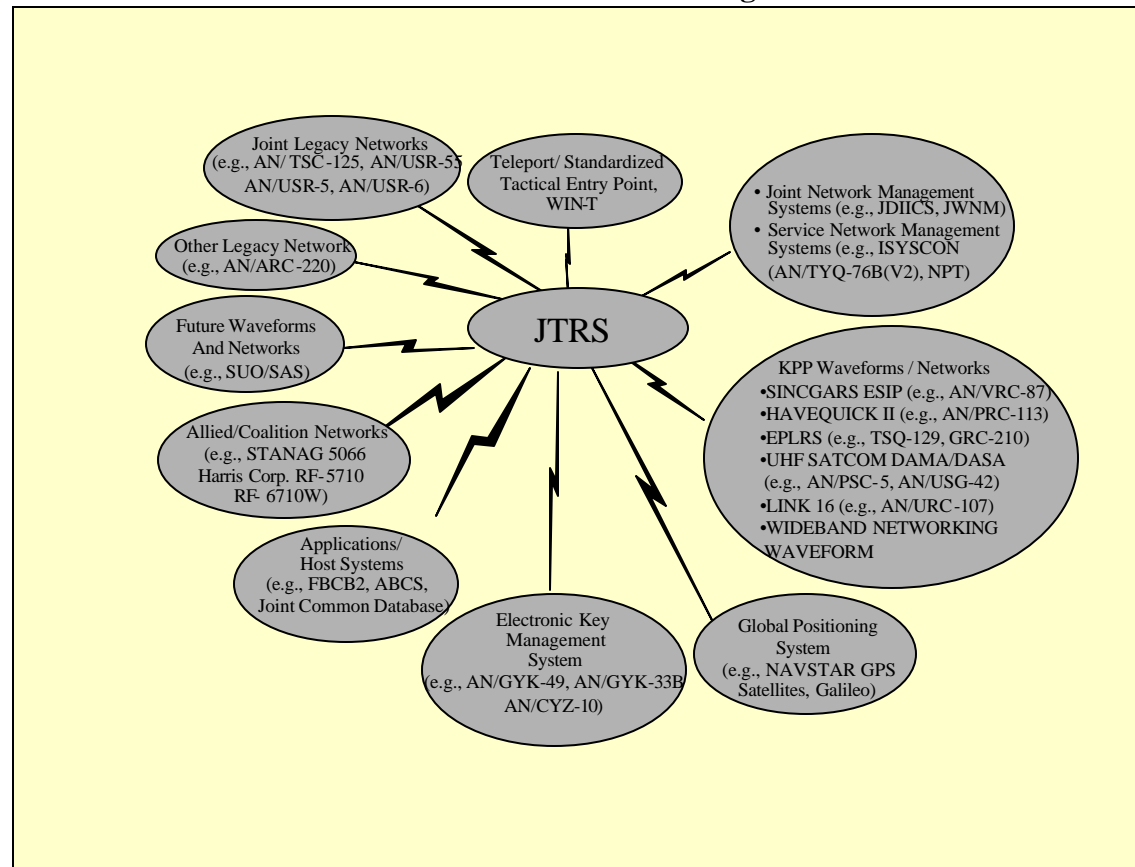 Joint Legacy Networks
(e.g., AN/ TSC-125, AN/USR-55
AN/USR-5, AN/USR-6)
Teleport/ Standardized
Tactical Entry Point,
WIN-T
• Joint Network Management
Systems (e.g., JDIICS, JWNM)
• Service Network Management
Systems (e.g., ISYSCON
(AN/TYQ-76B(V2), NPT)
Other Legacy Network
(e.g., AN/ARC-220)
JTRS
Future Waveforms
And Networks
(e.g., SUO/SAS)
KPP Waveforms / Networks
•SINCGARS ESIP (e.g., AN/VRC-87)
•HAVEQUICK II (e.g., AN/PRC-113)
•EPLRS (e.g., TSQ-129, GRC-210)
•UHF SATCOM DAMA/DASA
(e.g., AN/PSC-5, AN/USG-42)
•LINK 16 (e.g., AN/URC-107)
•WIDEBAND NETWORKING
WAVEFORM
Allied/Coalition Networks
(e.g., STANAG 5066
Harris Corp. RF-5710
RF- 6710W)
Applications/
Host Systems
(e.g., FBCB2, ABCS,
Joint Common Database)
Electronic Key
Management
System
(e.g., AN/GYK-49, AN/GYK-33B
AN/CYZ-10)
Global Positioning
System
(e.g., NAVSTAR GPS
Satellites, Galileo)